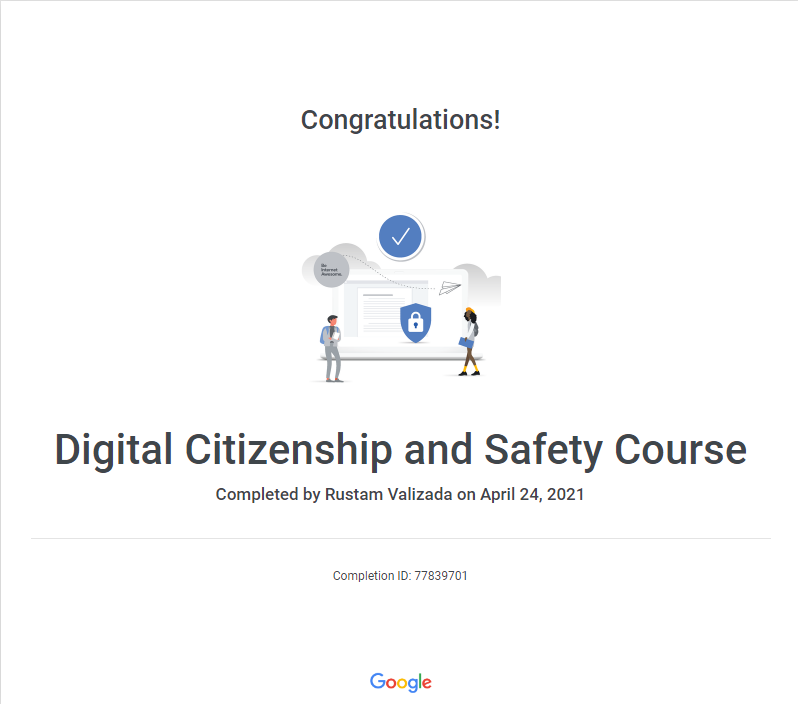 Congratulations!
Be
Internet
Awesome.
Digital Citizenship and Safety Course
Completed by Rustam Valizada on April 24, 2021
Completion ID: 77839701
Google